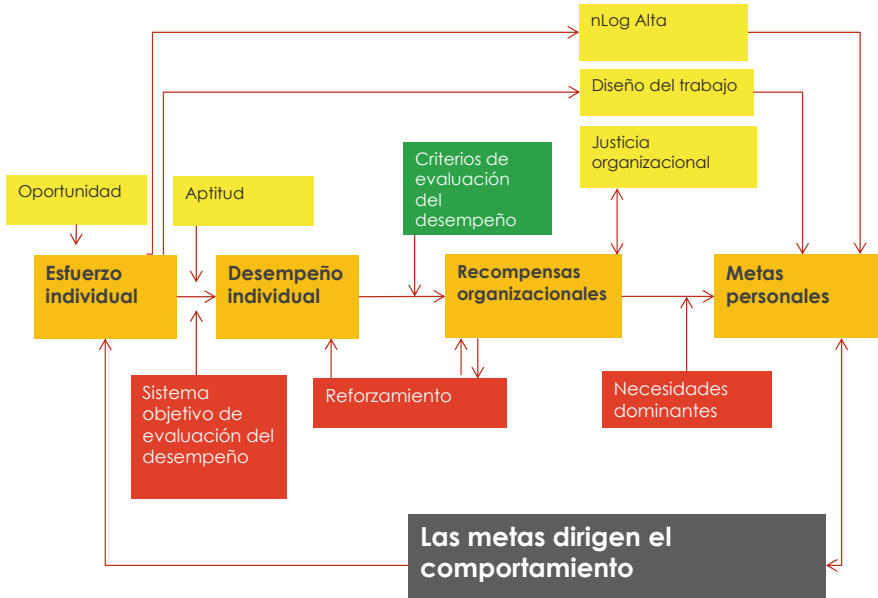 nLog Alta
Diseño del trabajo
Justicia
organizacional
Criterios de
evaluación
del
desempeño
Oportunidad
Aptitud
Esfuerzo
individual
Desempeño
individual
Recompensas
organizacionales
Metas
personales
Sistema
objetivo de
evaluación del
desempeño
Reforzamiento
Necesidades
dominantes
Las metas dirigen el
comportamiento